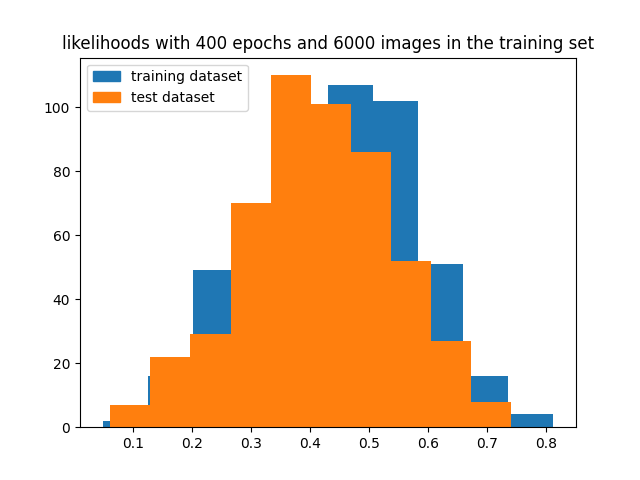 likelihoods with 400 epochs and 6000 images in the training set
training dataset
test dataset
100
80
60
40
20
0
0.1 0.2 0.3 0.4 0.5 0.6 0.7 0.8